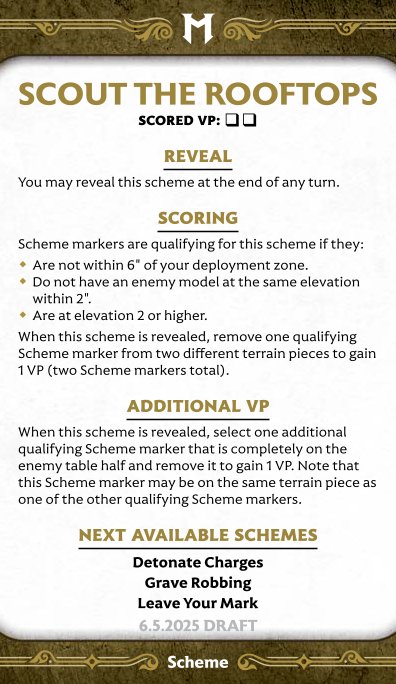 M
SCOUT THE ROOFTOPS
SCORED VP: ❑❑
REVEAL
You may reveal this scheme at the end of any turn.
SCORING
Scheme markers are qualifying for this scheme if they:
◆ Are not within 6" of your deployment zone.
◆ Do not have an enemy model at the same elevation
within 2".
◆ Are at elevation 2 or higher.
When this scheme is revealed, remove one qualifying
Scheme marker from two different terrain pieces to gain
1 VP (two Scheme markers total).
ADDITIONAL VP
When this scheme is revealed, select one additional
qualifying Scheme marker that is completely on the
enemy table half and remove it to gain 1 VP. Note that
this Scheme marker may be on the same terrain piece as
one of the other qualifying Scheme markers.
NEXT AVAILABLE SCHEMES
Detonate Charges
Grave Robbing
Leave Your Mark
6.5.2025 DRAFT
Scheme